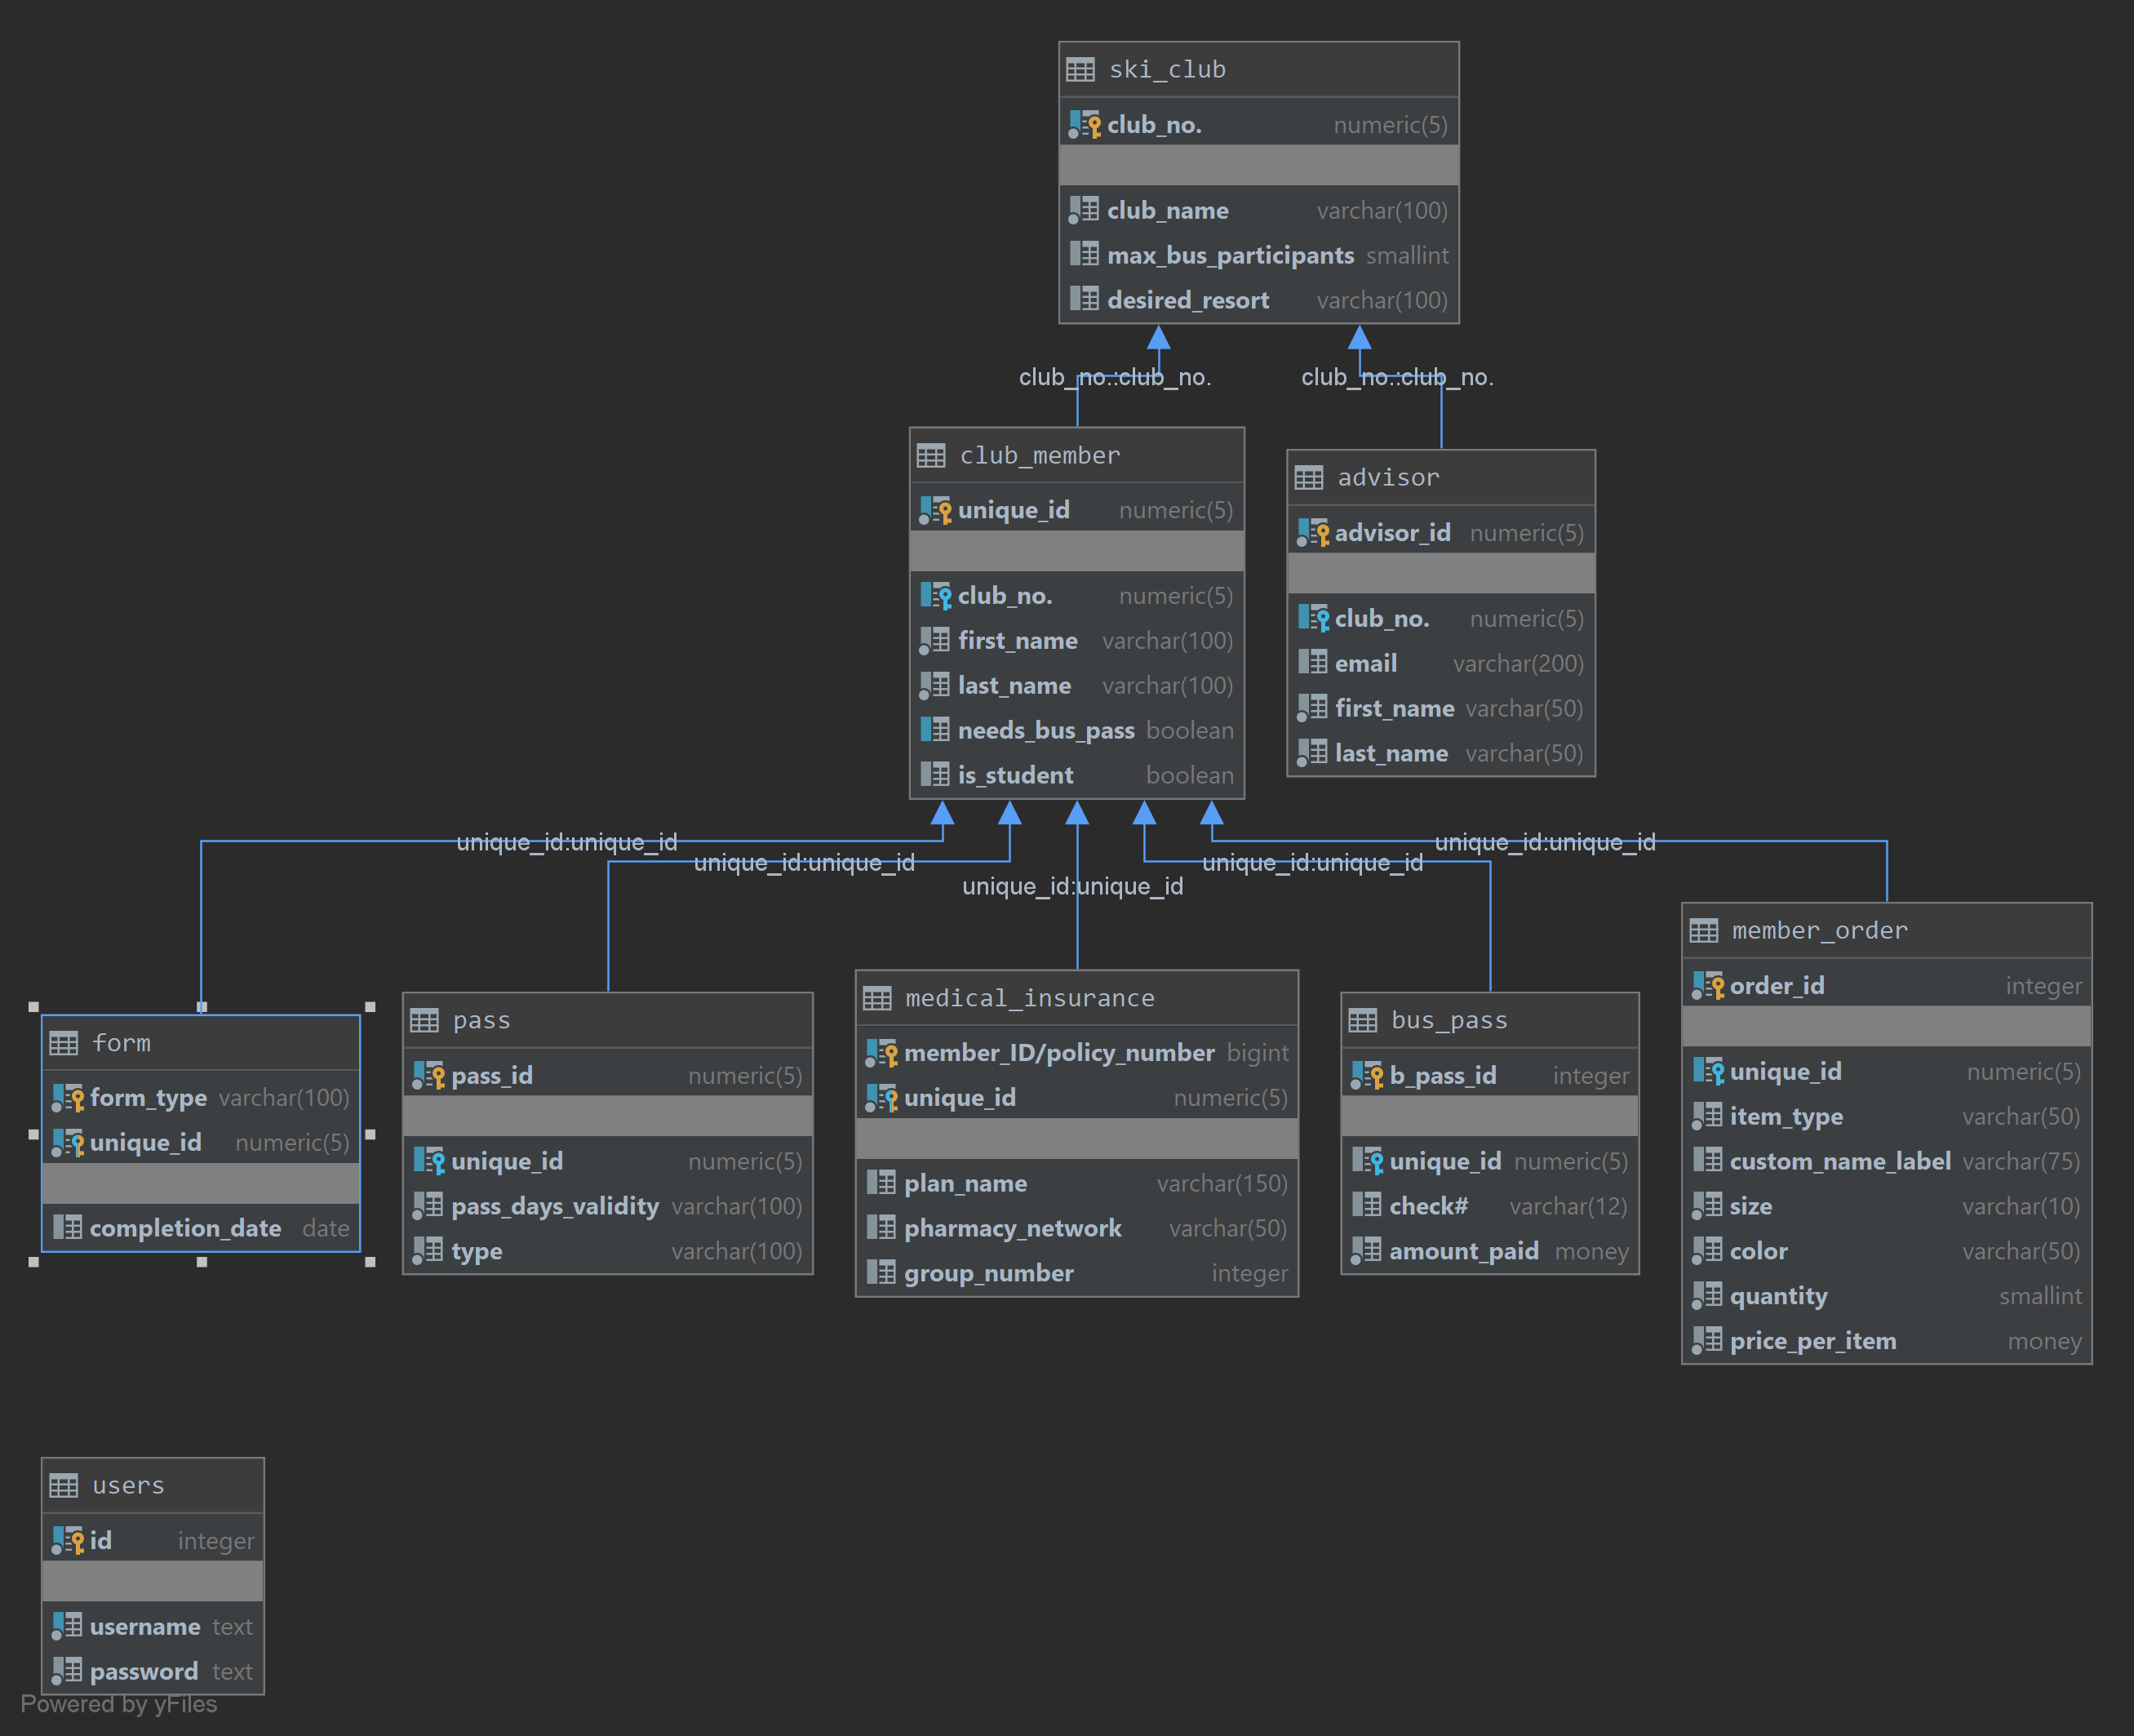 ski_club
club_no. numeric(5)
club_name varchar(100)
max_bus_participants smallint
desired_resort varchar(100)
club_no.:club_no.
club_no.:club_no.
club_member
unique_id numeric(5)
club_no. numeric(5)
first_name varchar(100)
last_name varchar(100)
needs_bus_pass boolean
is_student boolean
advisor
advisor_id numeric(5)
club_no. numeric(5)
email varchar(200)
first_name varchar(50)
last_name varchar(50)
unique_id:unique_id
unique_id:unique_id
unique_id:unique_id
unique_id:unique_id
unique_id:unique_id
form
form_type varchar(100)
unique_id numeric(5)
completion_date date
pass
pass_id numeric(5)
unique_id numeric(5)
pass_days_validity varchar(100)
type varchar(100)
medical_insurance
member_ID/policy_number bigint
unique_id numeric(5)
plan_name varchar(150)
pharmacy_network varchar(50)
group_number integer
bus_pass
b_pass_id integer
unique_id numeric(5)
check# varchar(12)
amount_paid money
member_order
order_id integer
unique_id numeric(5)
item_type varchar(50)
custom_name_label varchar(75)
size varchar(10)
color varchar(50)
quantity smallint
price_per_item money
users
id integer
username text
password text
Powered by yFiles